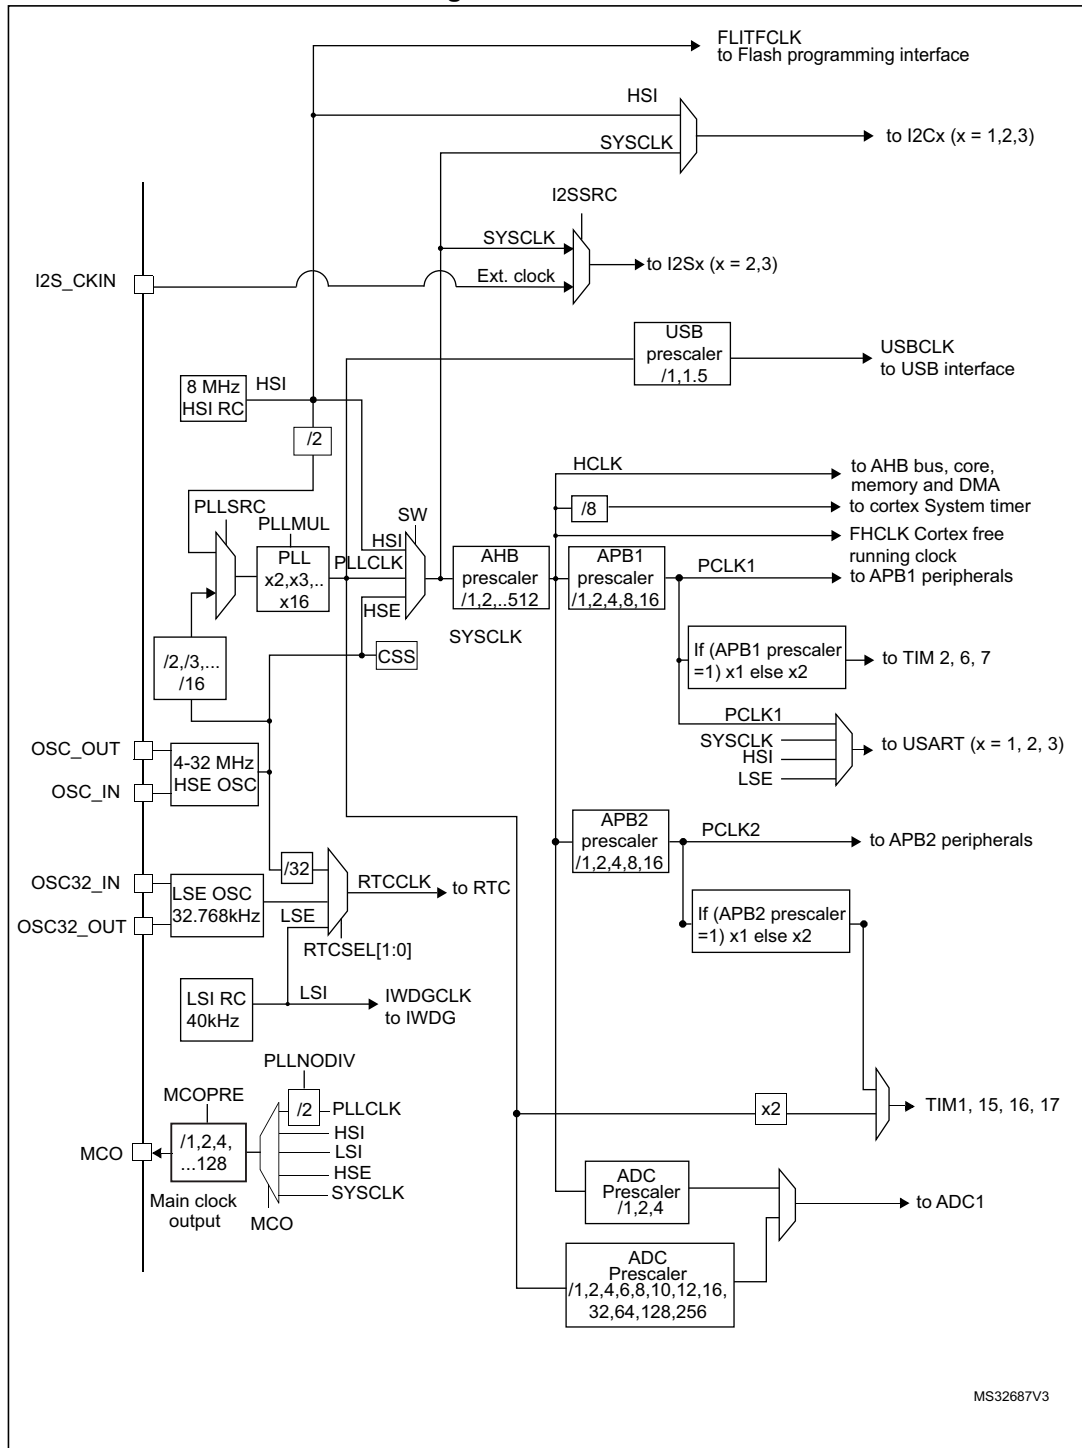 FLITFCLK
to Flash programming interface
HSI
to I2Cx (x = 1,2,3)
SYSCLK
I2SSRC
SYSCLK
to I2Sx (x = 2,3)
I2S_CKIN
Ext. clock
USB
prescaler
/1,1.5
USBCLK
to USB interface
8 MHz
HSI RC
HSI
/2
HCLK
to AHB bus, core,
memory and DMA
/8
to cortex System timer
FHCLK Cortex free
running clock
PLLSRC
PLLMUL
SW
HSI
PLL
x2,x3,..
x16
PLLCLK
HSE
AHB
prescaler
/1,2,..512
APB1
prescaler
/1,2,4,8,16
PCLK1
to APB1 peripherals
SYSCLK
/2,/3,...
/16
CSS
If (APB1 prescaler
=1) x1 else x2
to TIM 2, 6, 7
PCLK1
SYSCLK
HSI
LSE
to USART (x = 1, 2, 3)
OSC_OUT
OSC_IN
4-32 MHz
HSE OSC
APB2
prescaler
/1,2,4,8,16
PCLK2
to APB2 peripherals
/32
OSC32_IN
OSC32_OUT
LSE OSC
32.768kHz
LSE
RTCCLK
to RTC
RTCSEL[1:0]
If (APB2 prescaler
=1) x1 else x2
LSI RC
40kHz
LSI
IWDGCLK
to IWDG
PLLNODIV
MCOPRE
/2
PLLCLK
HSI
LSI
HSE
SYSCLK
MCO
/1,2,4,
...128
Main clock
output
MCO
x2
TIM1, 15, 16, 17
ADC
Prescaler
/1,2,4
to ADC1
ADC
Prescaler
/1,2,4,6,8,10,12,16,
32,64,128,256
MS32687V3